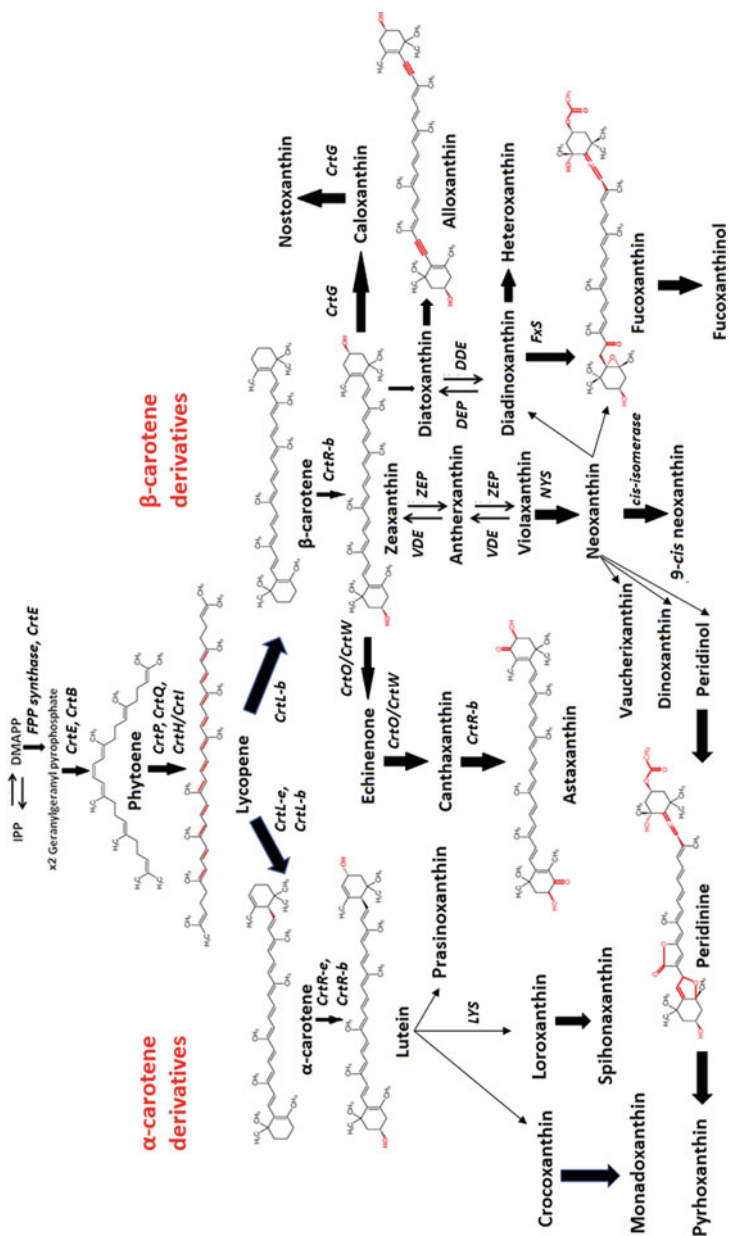 α-carotene
derivatives
β-carotene
derivatives
IPP
DMAPP
FPP synthase, CrtE
x2 Geranylgeranyl pyrophosphate
CrtE, CrtB
Phytoene
CrtP, CrtQ,
CrtH/CrtI
Lycopene
CrtL-e,
CrtL-b
CrtL-b
α-carotene
CrtR-e,
CrtR-b
Lutein
Prasinoxanthin
LYS
Loroxanthin
Spihonaxanthin
Crocoxanthin
Monadoxanthin
β-carotene
CrtR-b
Zeaxanthin
VDE
ZEP
Antherxanthin
VDE
ZEP
Violaxanthin
NYS
Neoxanthin
cis-isomerase
9-cis neoxanthin
CrtO/CrtW
Echinenone
CrtO/CrtW
Canthaxanthin
CrtR-b
Astaxanthin
CrtG
Caloxanthin
CrtG
Nostoxanthin
Diatoxanthin
Alloxanthin
DEP
DDE
Diadinoxanthin
Heteroxanthin
FxS
Fucoxanthin
Fucoxanthinol
Vaucherixanthin
Dinoxanthin
Peridinol
Peridinine
Pyrhoxanthin